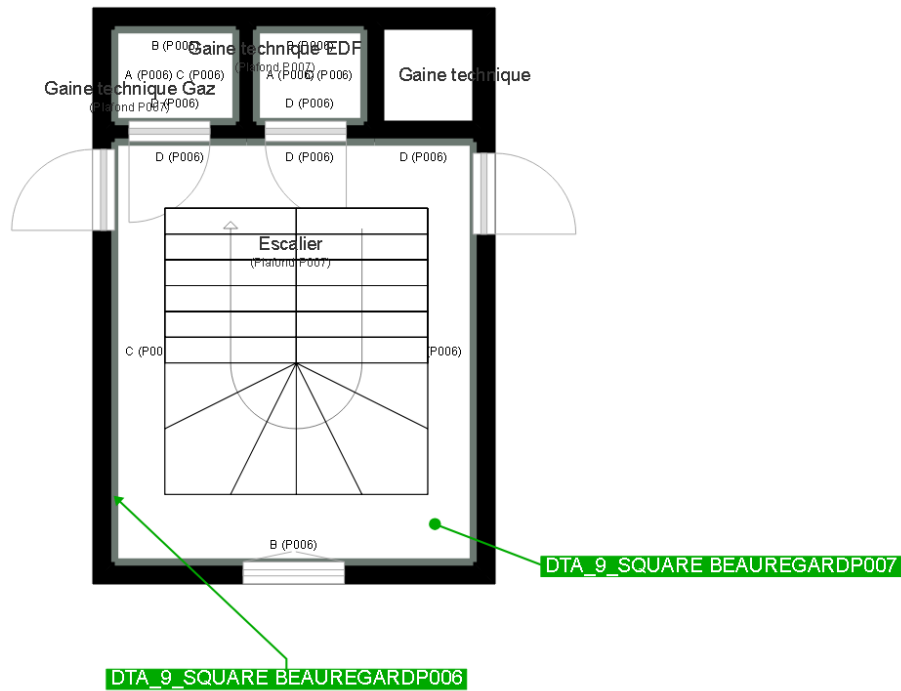 B (P006)
B (P006)
Gaine technique EDF
(Plafond P007)
A (P006) C (P006)
A (P006)
(P006)
Gaine technique
Gaine technique Gaz
(Plafond P007)
D (P006)
D (P006)
D (P006)
D (P006)
D (P006)
Escalier
(Plafond P007)
C (P00
P006)
B (P006)
DTA_9_SQUARE BEAUREGARDP007
DTA_9_SQUARE BEAUREGARDP006